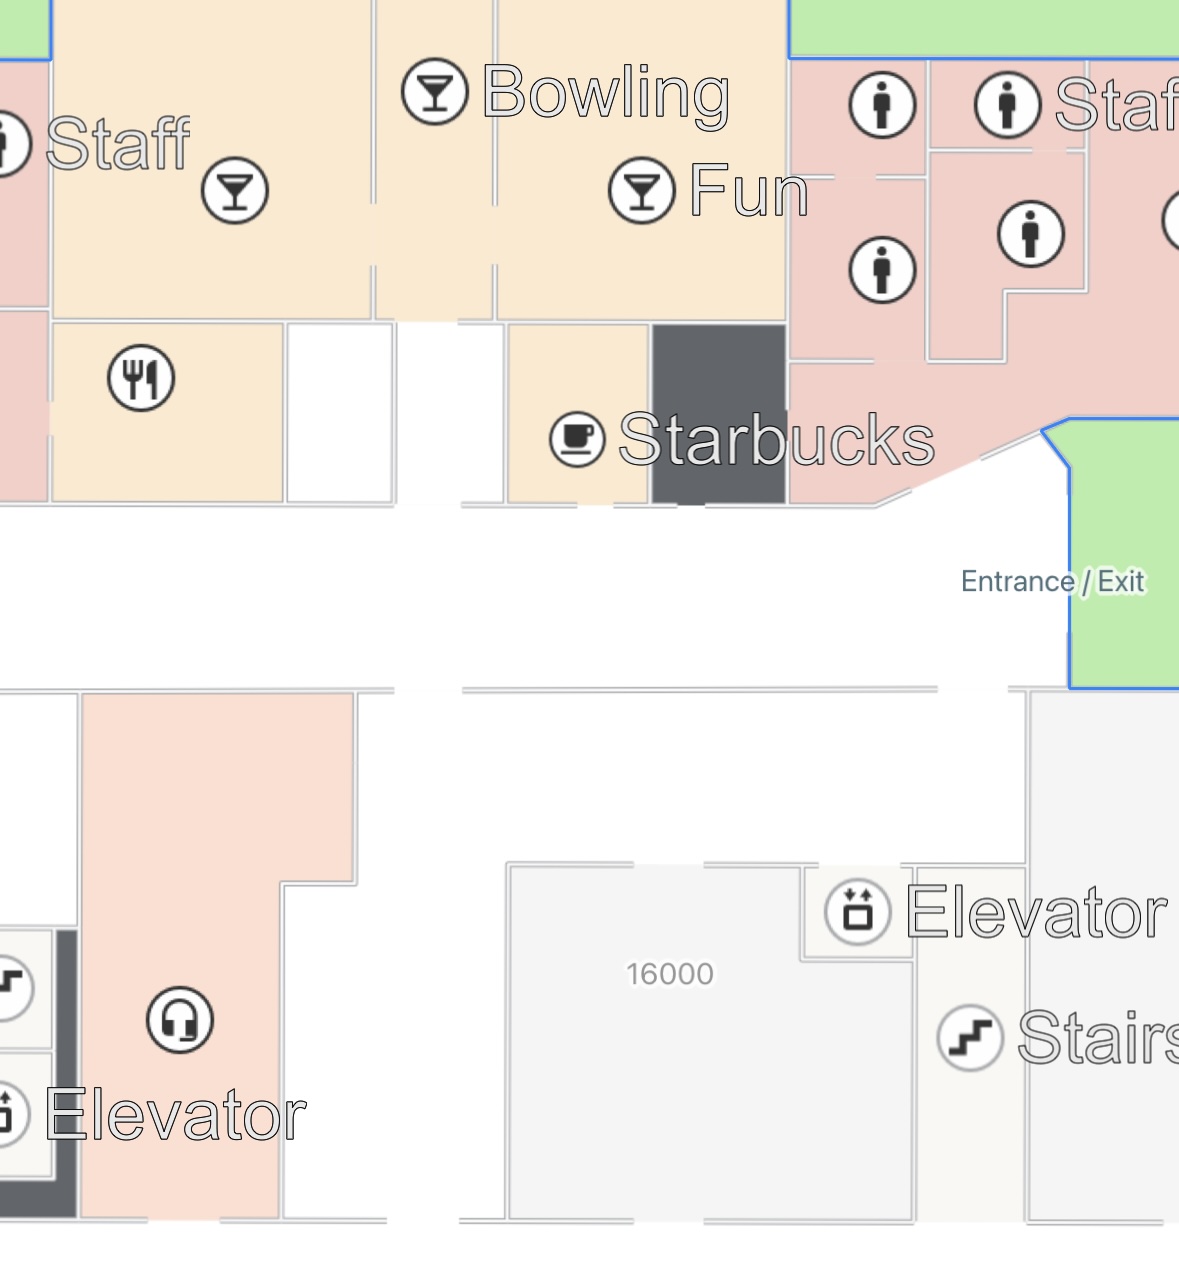 Bowling
Staff
Staf
Fun
Starbucks
Entrance / Exit
Elevator
16000
Stairs
Elevator